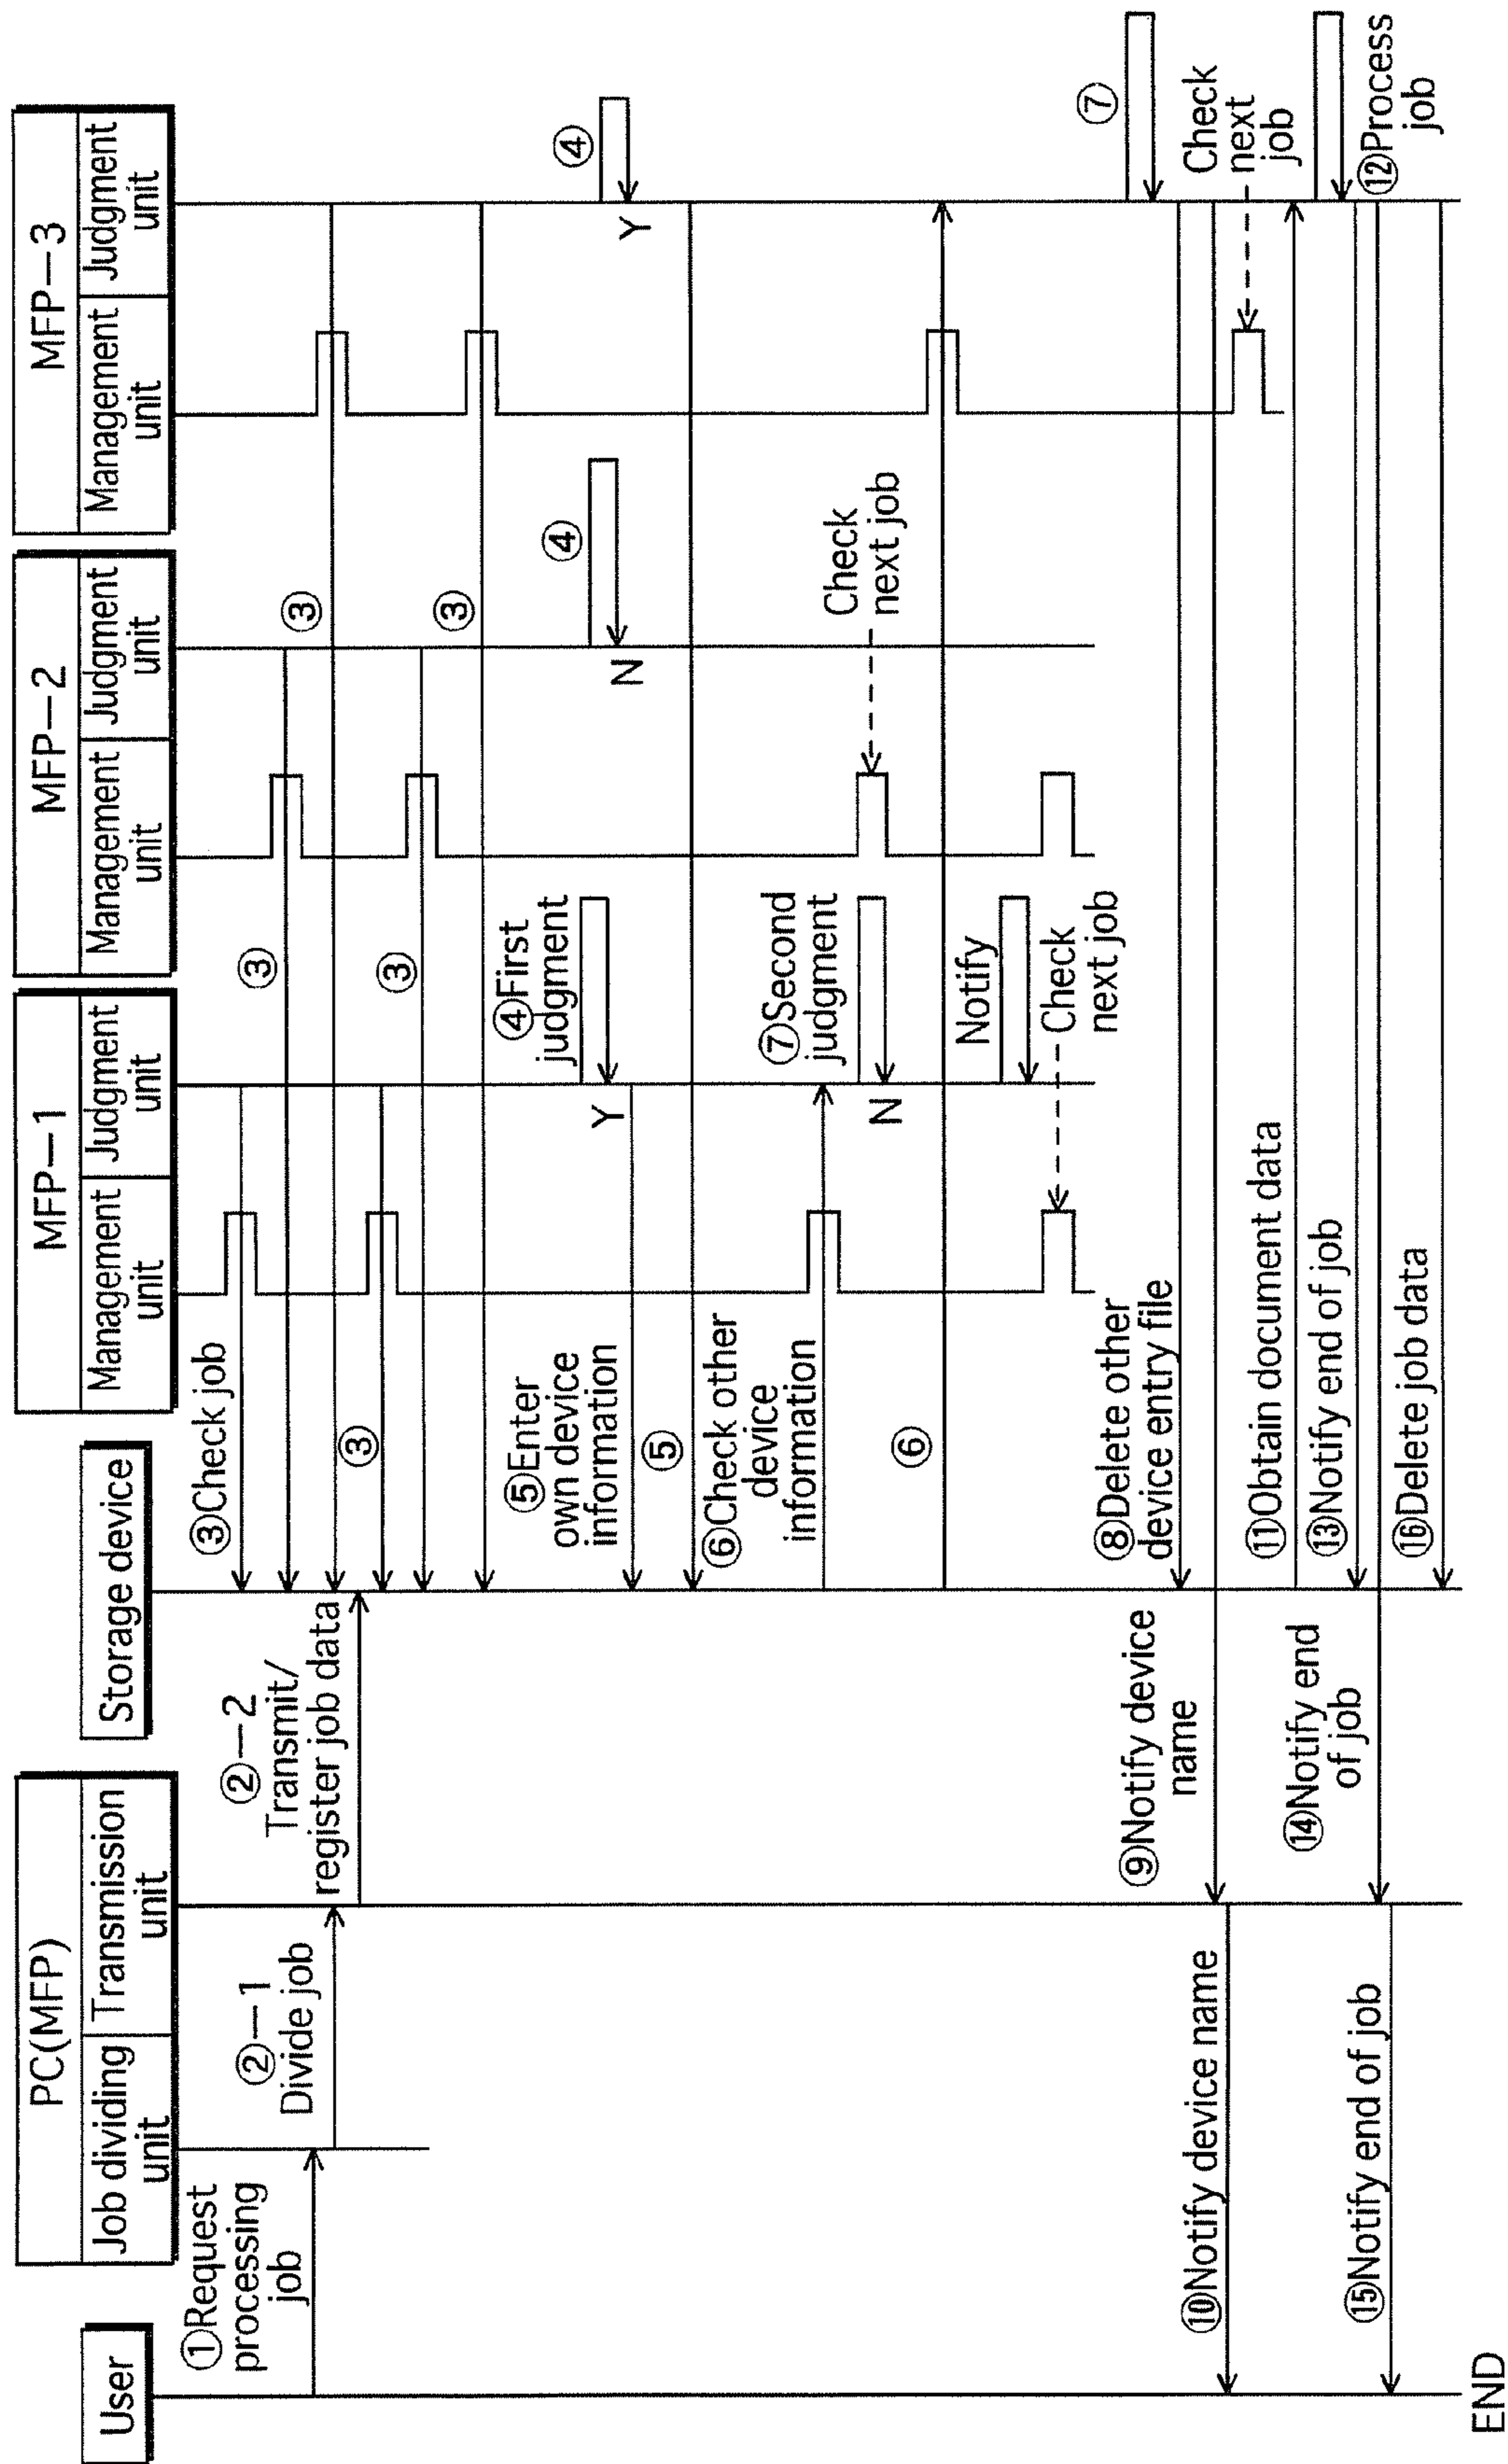 User
PC(MFP)
Job dividing
unit
Transmission
unit
Storage device
MFP—1
Management
unit
Judgment
unit
MFP—2
Management
unit
Judgment
unit
MFP—3
Management
unit
Judgment
unit
①Request
processing
job
②—1
Divide job
②—2
Transmit/
register job data
③Check job
③
③
③
③
③
④First
judgment
Y
④
N
④
Y
⑤Enter
own device
information
⑤
⑥Check other
device
information
⑥
⑦Second
judgment
N
Check
next job
Notify
Check
next job
⑦
⑧Delete other
device entry file
⑨Notify device
name
⑩Notify device name
Check
next
job
⑪Obtain document data
⑫Process
job
⑬Notify end of job
⑭Notify end
of job
⑮Notify end of job
⑯Delete job data
END